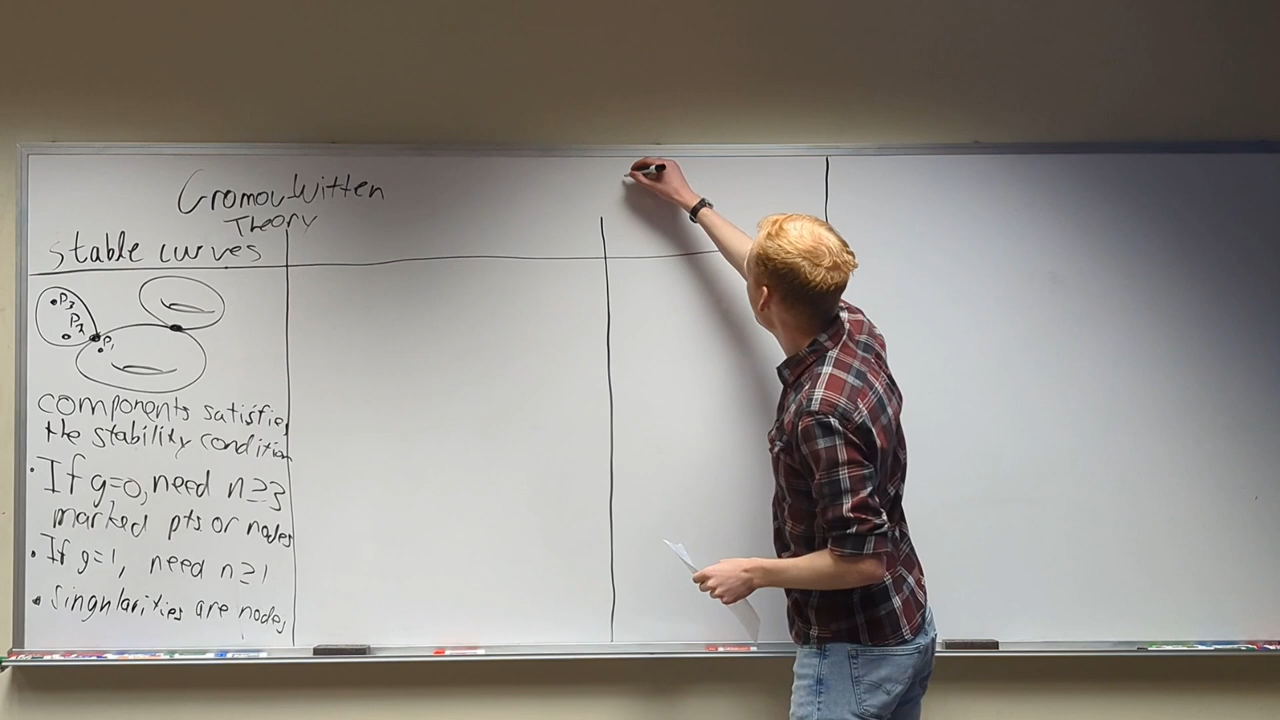 Gromov-Witten
Theory
stable curves
P3
P2
P1
components satisfies
the stability condition
• If g=0, need n≥3
marked pts or nodes
• If g=1, need n≥1
• singularities are nodes